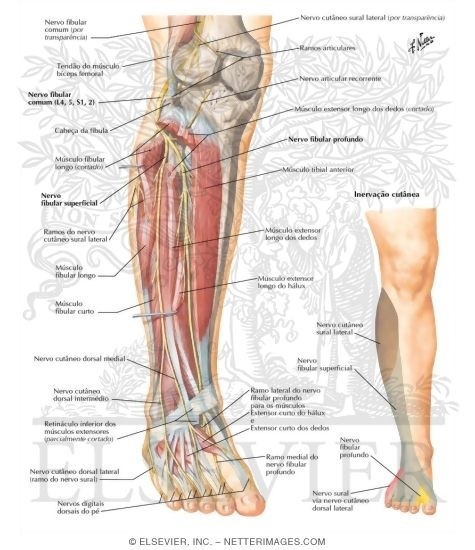 Nervo fibular
comum (por
transparência)
Tendão do músculo
bíceps femoral
Nervo fibular
comum (L4, 5, S1, 2)
Cabeça da fíbula
Músculo fibular
longo (cortado)
Nervo
fibular superficial
Ramos do nervo
cutâneo sural lateral
Músculo
fibular longo
Músculo
fibular curto
Nervo cutâneo dorsal medial
Nervo cutâneo
dorsal intermédio
Retináculo inferior dos
músculos extensores
(parcialmente cortado)
Nervo cutâneo dorsal lateral
(ramo do nervo sural)
Nervos digitais
dorsais do pé
Nervo cutâneo sural lateral (por transparência)
Ramos articulares
Nervo articular recorrente
Músculo extensor longo dos dedos (cortado)
Nervo fibular profundo
Músculo tibial anterior
Músculo extensor
longo dos dedos
Músculo extensor
longo do hálux
Ramo lateral do nervo
fibular profundo
para os músculos
Extensor curto do hálux
e
Extensor curto dos dedos
Ramo medial do
nervo fibular
profundo
Inervação cutânea
Nervo cutâneo
sural lateral
Nervo
fibular superficial
Nervo
fibular
profundo
Nervo sural
via nervo cutâneo
dorsal lateral
F. Netter
ELSEVIER
© ELSEVIER, INC. – NETTERIMAGES.COM